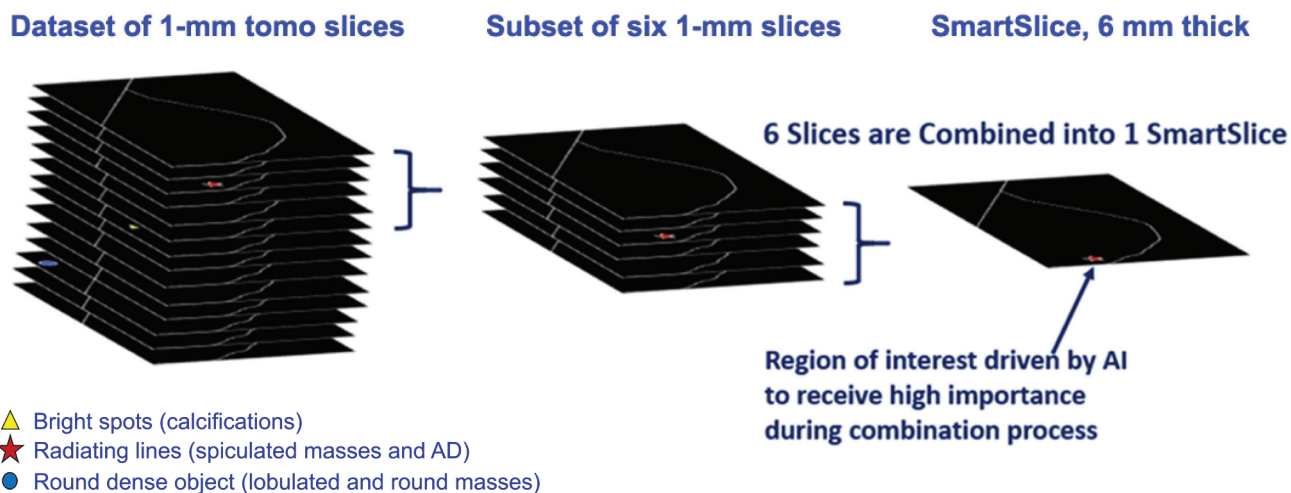 Dataset of 1-mm tomo slices
Subset of six 1-mm slices
SmartSlice, 6 mm thick
6 Slices are Combined into 1 SmartSlice
Region of interest driven by AI
to receive high importance
during combination process
Bright spots (calcifications)
Radiating lines (spiculated masses and AD)
Round dense object (lobulated and round masses)